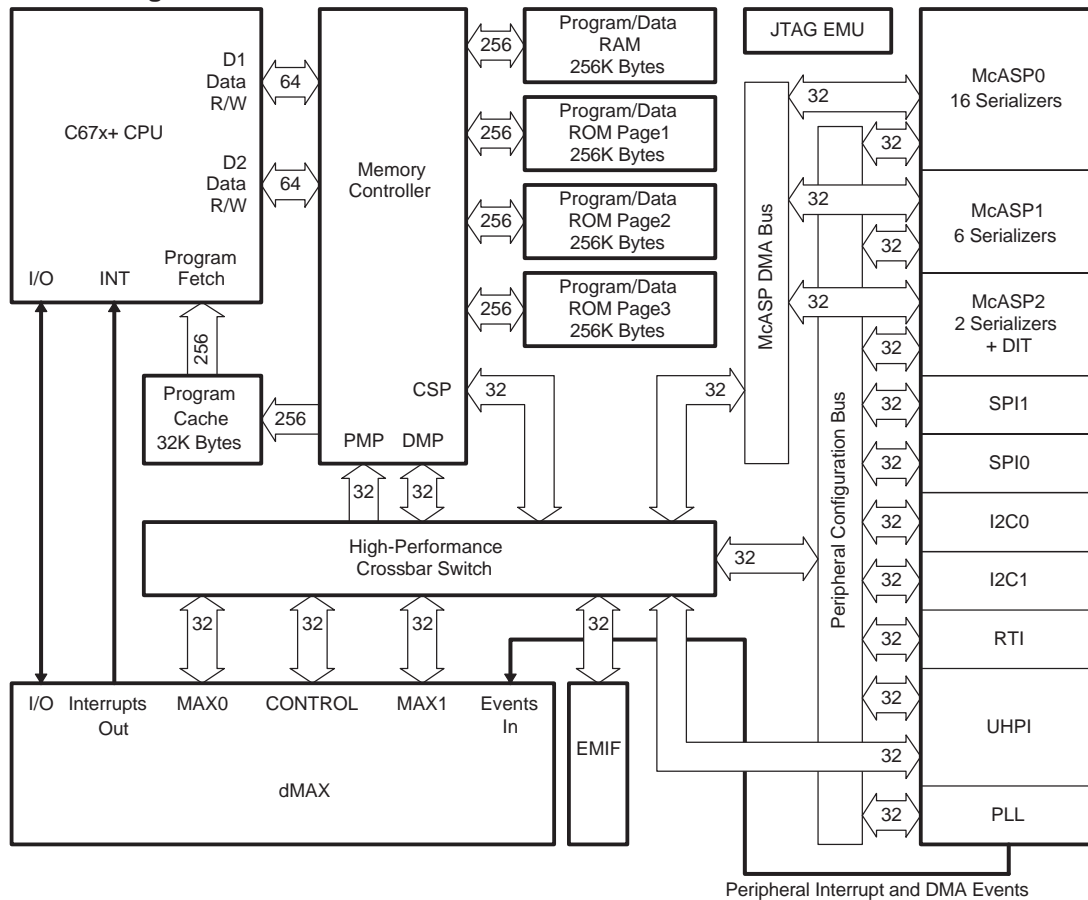 C67x+ CPU
D1
Data
R/W
64
D2
Data
R/W
64
I/O
INT
Program
Fetch
256
Program
Cache
32K Bytes
256
Memory
Controller
CSP
32
PMP
DMP
32
32
256
Program/Data
RAM
256K Bytes
256
Program/Data
ROM Page1
256K Bytes
256
Program/Data
ROM Page2
256K Bytes
256
Program/Data
ROM Page3
256K Bytes
JTAG EMU
McASP DMA Bus
32
32
32
32
Peripheral Configuration Bus
32
McASP0
16 Serializers
32
McASP1
6 Serializers
32
McASP2
2 Serializers
+ DIT
32
SPI1
32
SPI0
32
I2C0
32
I2C1
32
RTI
32
UHPI
32
32
PLL
High-Performance
Crossbar Switch
32
32
32
32
32
I/O
Interrupts
Out
MAX0
CONTROL
MAX1
Events
In
dMAX
EMIF
32
Peripheral Interrupt and DMA Events